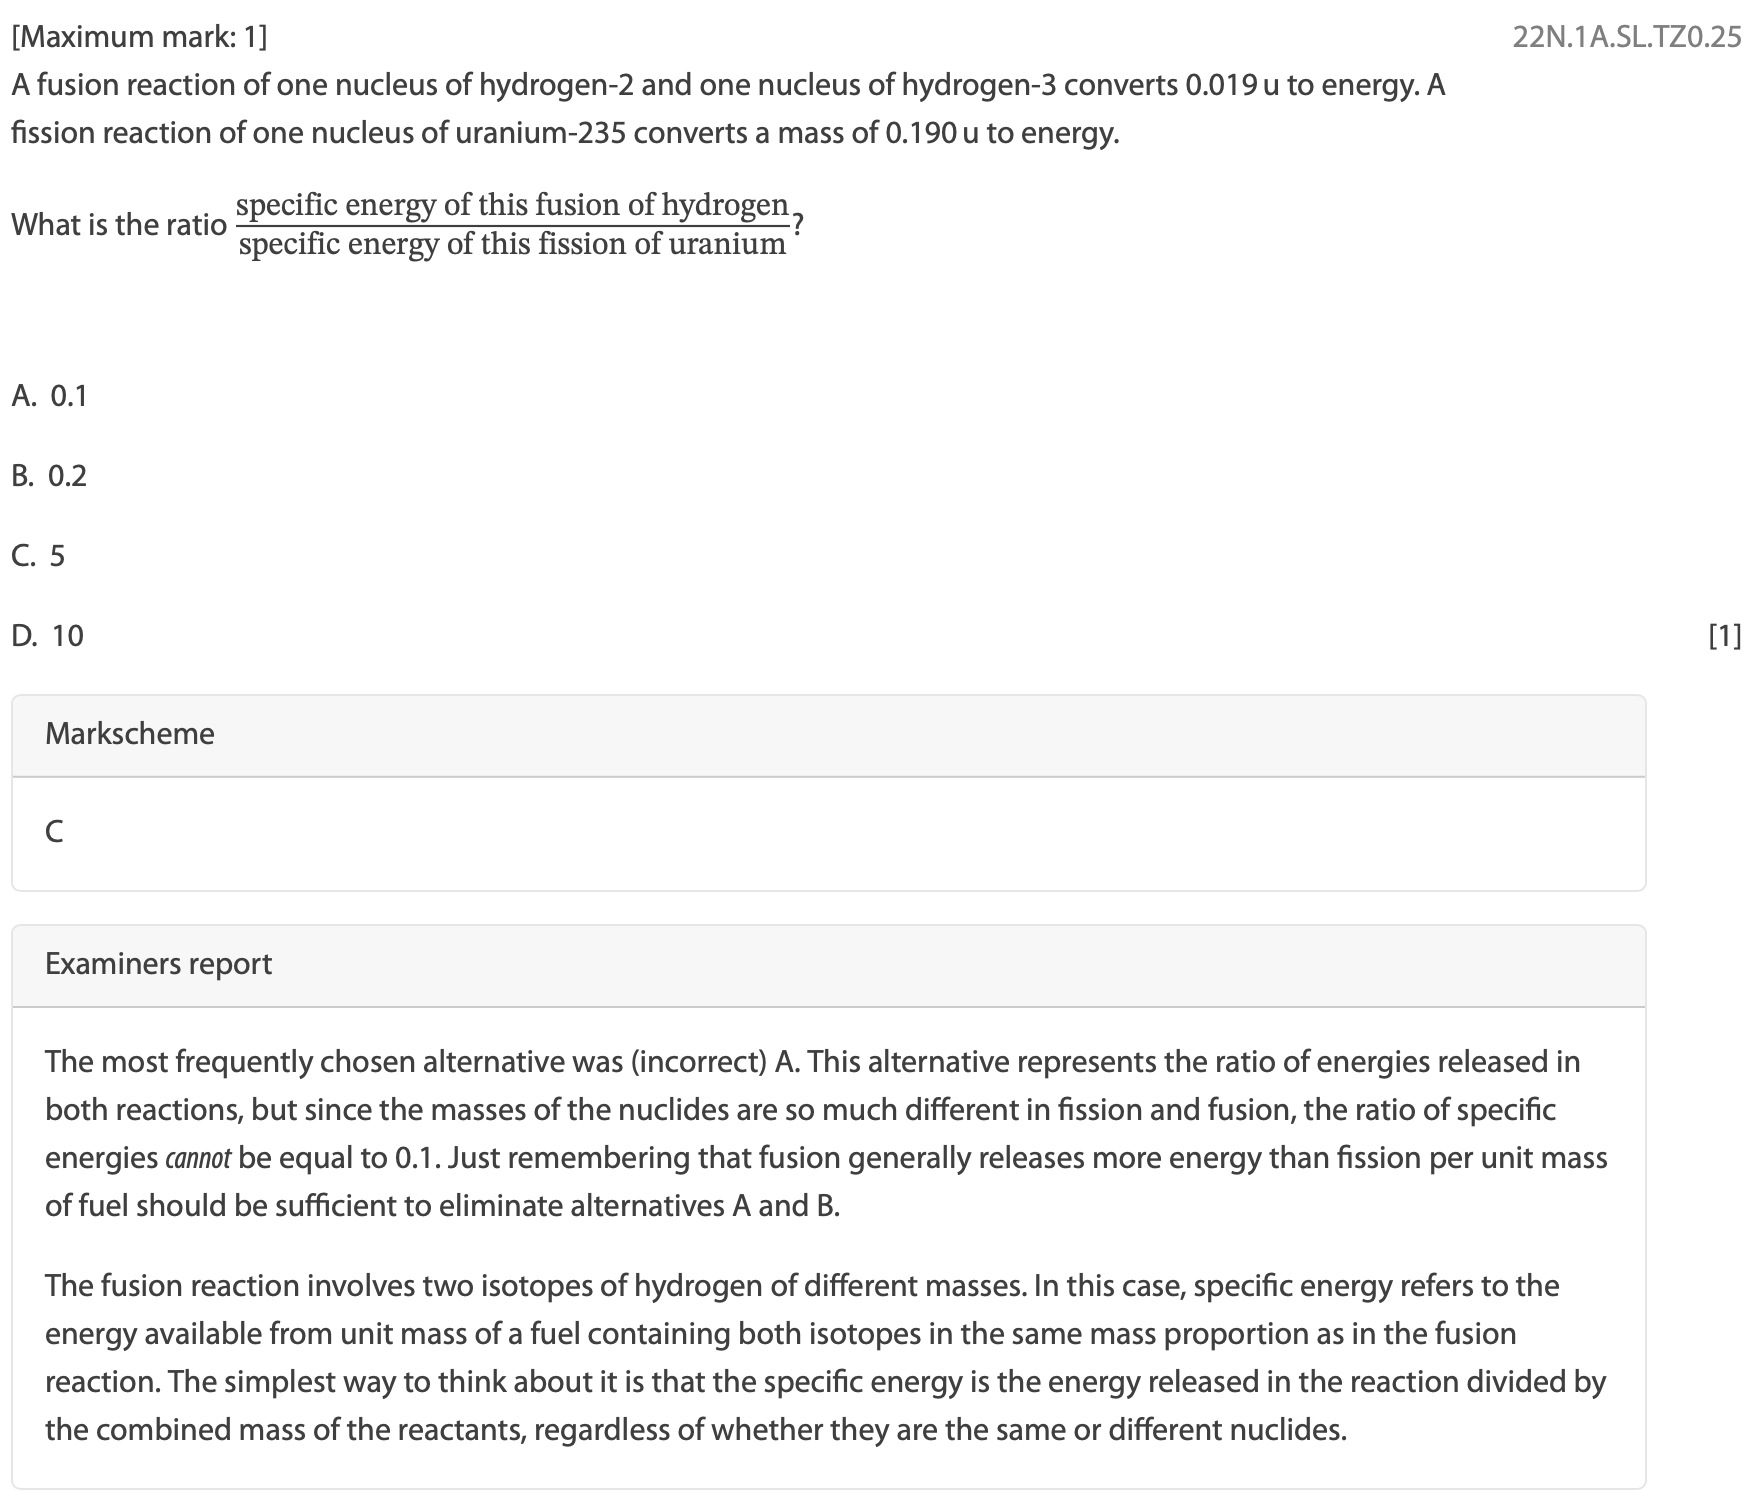 [Maximum mark: 1] 22N.1A.SL.TZ0.25
A fusion reaction of one nucleus of hydrogen-2 and one nucleus of hydrogen-3 converts 0.019 u to energy. A
fission reaction of one nucleus of uranium-235 converts a mass of 0.190 u to energy.
What is the ratio specific energy of this fusion of hydrogen / specific energy of this fission of uranium?
A. 0.1
B. 0.2
C. 5
D. 10 [1]
Markscheme
C
Examiners report
The most frequently chosen alternative was (incorrect) A. This alternative represents the ratio of energies released in
both reactions, but since the masses of the nuclides are so much different in fission and fusion, the ratio of specific
energies cannot be equal to 0.1. Just remembering that fusion generally releases more energy than fission per unit mass
of fuel should be sufficient to eliminate alternatives A and B.
The fusion reaction involves two isotopes of hydrogen of different masses. In this case, specific energy refers to the
energy available from unit mass of a fuel containing both isotopes in the same mass proportion as in the fusion
reaction. The simplest way to think about it is that the specific energy is the energy released in the reaction divided by
the combined mass of the reactants, regardless of whether they are the same or different nuclides.